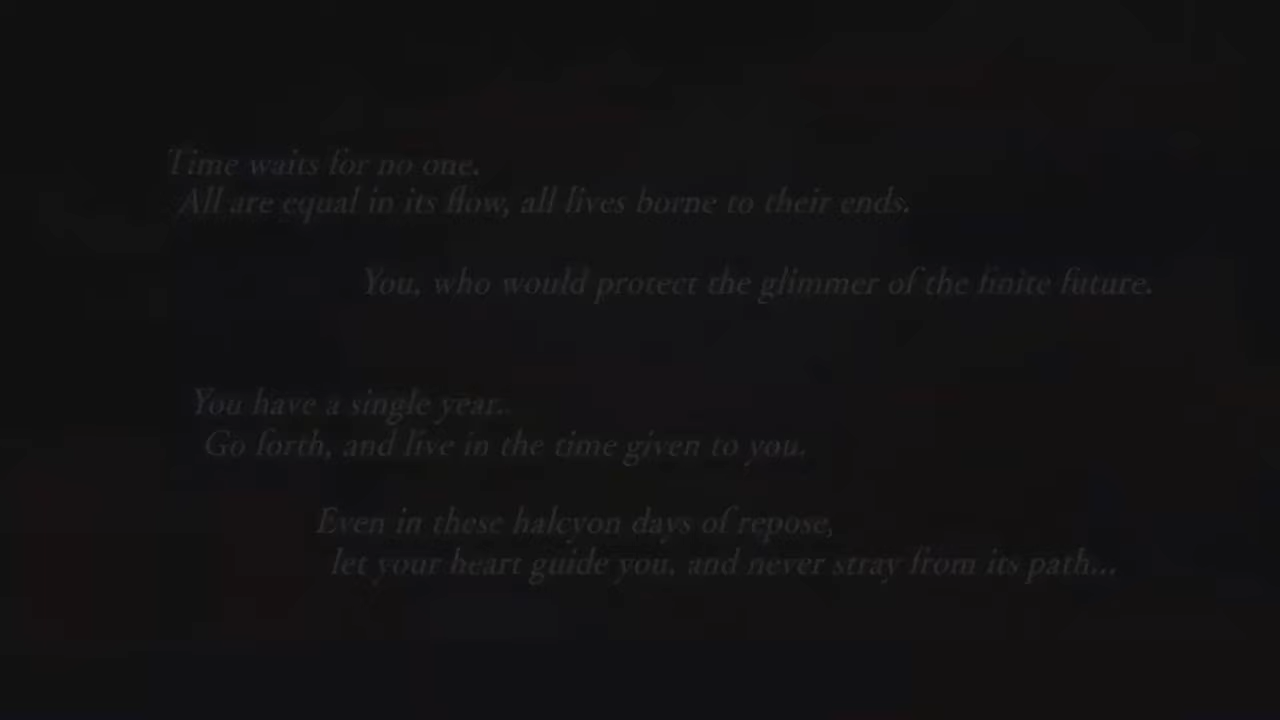 Time waits for no one.
All are equal in its flow, all lives borne to their ends.
You, who would protect the glimmer of the finite future.
You have a single year..
Go forth, and live in the time given to you.
Even in these halcyon days of repose,
let your heart guide you, and never stray from its path...